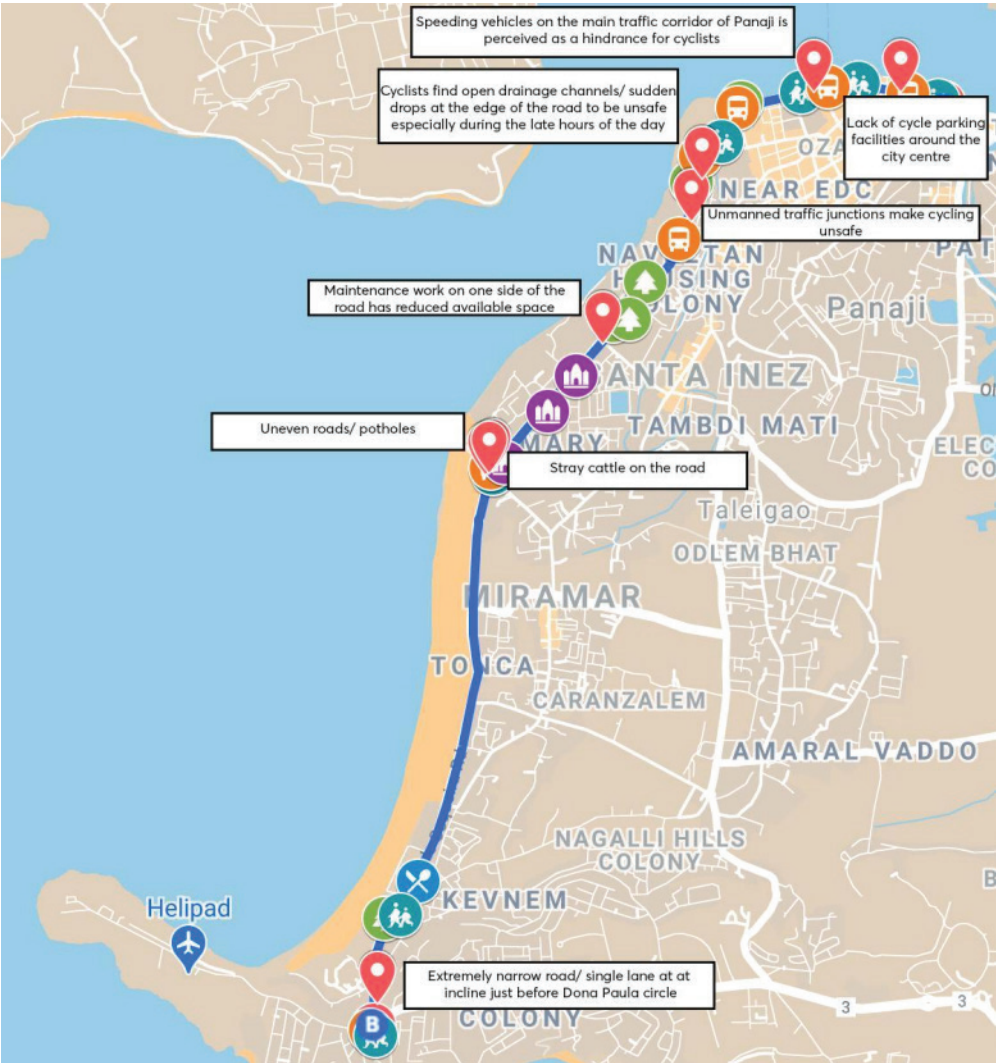 Speeding vehicles on the main traffic corridor of Panaji is
perceived as a hindrance for cyclists
Cyclists find open drainage channels/ sudden
drops at the edge of the road to be unsafe
especially during the late hours of the day
Lack of cycle parking
facilities around the
city centre
OZA
NEAR EDC
Unmanned traffic junctions make cycling
unsafe
PAT
HOUSING
COLONY
Maintenance work on one side of the
road has reduced available space
Panaji
ANTA INEZ
Uneven roads/ potholes
MARY
TAMBDI MATI
ELEC
CO
Stray cattle on the road
Taleigao
ODLEM BHAT
MIRAMAR
TONCA
CARANZALEM
AMARAL VADDO
NAGALLI HILLS
COLONY
KEVNEM
Helipad
Extremely narrow road/ single lane at at
incline just before Dona Paula circle
B
COLONY
3
3